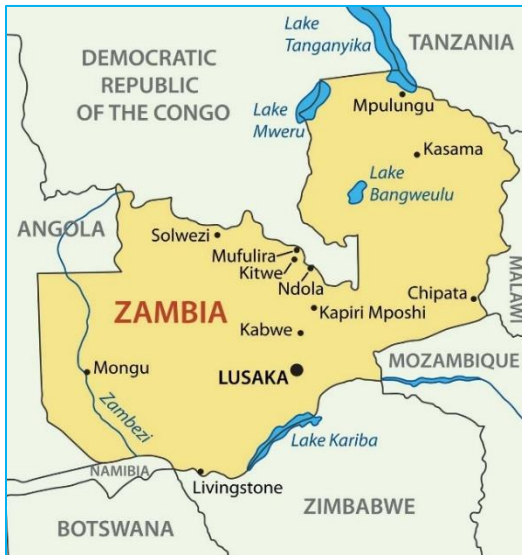 Lake
Tanganyika
TANZANIA
DEMOCRATIC
REPUBLIC
OF THE CONGO
Lake
Mweru
Mpulungu
Kasama
Lake
Bangweulu
ANGOLA
Solwezi
Mufulira
Kitwe
Ndola
MALAWI
Chipata
ZAMBIA
Kapiri Mposhi
Kabwe
MOZAMBIQUE
Mongu
LUSAKA
Zambezi
Lake Kariba
NAMIBIA
Livingstone
ZIMBABWE
BOTSWANA